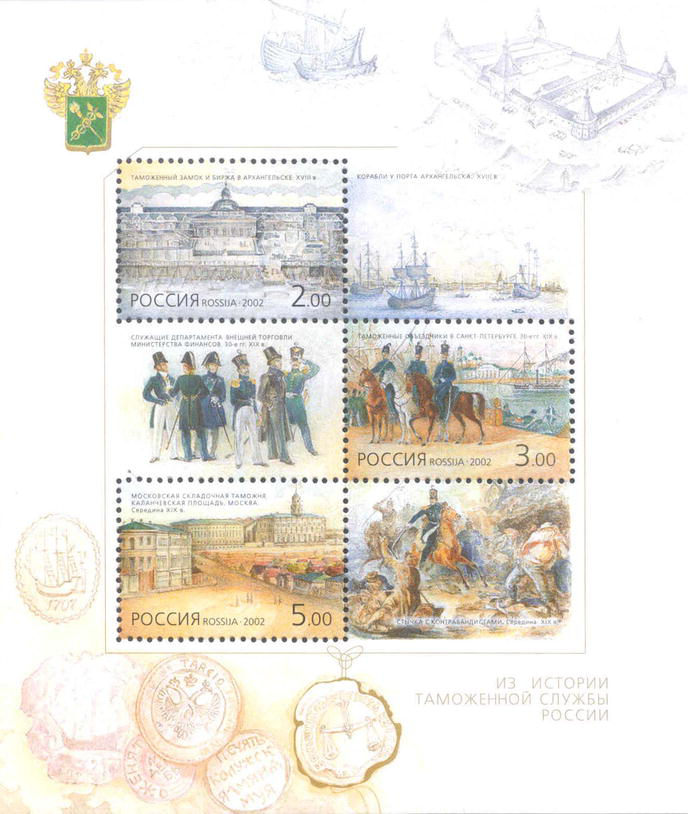 ТАМОЖЕННЫЙ ЗАМОК И БИРЖА В АРХАНГЕЛЬСКЕ. XVIII в.
РОССИЯ ROSSIJA · 2002 2.00
КОРАБЛИ У ПОРТА АРХАНГЕЛЬСКА. XVII в.
СЛУЖАЩИЕ ДЕПАРТАМЕНТА ВНЕШНЕЙ ТОРГОВЛИ
МИНИСТЕРСТВА ФИНАНСОВ. 30-е гг. XIX в.
ТАМОЖЕННЫЕ ОБЪЕЗДЧИКИ В САНКТ-ПЕТЕРБУРГЕ. 30-е гг. XIX в.
РОССИЯ ROSSIJA · 2002 3.00
МОСКОВСКАЯ СКЛАДОЧНАЯ ТАМОЖНЯ.
КАЛАНЧЕВСКАЯ ПЛОЩАДЬ, МОСКВА.
Середина XIX в.
РОССИЯ ROSSIJA · 2002 5.00
СТЫЧКА С КОНТРАБАНДИСТАМИ. Середина XIX в.
1707
ИЗ ИСТОРИИ
ТАМОЖЕННОЙ СЛУЖБЫ
РОССИИ